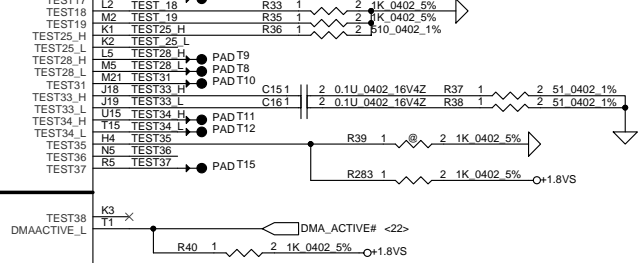 TEST18 L2 TEST_18 R33 1 2 1K_0402_5%
TEST19 M2 TEST_19 R35 1 2 1K_0402_5%
TEST25_H K1 TEST25_H R36 1 2 510_0402_1%
TEST25_L K2 TEST_25_L
TEST28_H L5 TEST28_H PAD T9
TEST28_L M5 TEST28_L PAD T8
TEST31 M21 TEST31 PAD T10
TEST33_H J18 TEST33_H C15 1 2 0.1U_0402_16V4Z R37 1 2 51_0402_1%
TEST33_L J19 TEST33_L C16 1 2 0.1U_0402_16V4Z R38 1 2 51_0402_1%
TEST34_H U15 TEST34_H PAD T11
TEST34_L T15 TEST34_L PAD T12
TEST35 H4 TEST35 R39 1 @ 2 1K_0402_5%
TEST36 N5 TEST36
TEST37 R5 TEST37 PAD T15
R283 1 2 1K_0402_5% +1.8VS
TEST38 K3
DMAACTIVE_L T1 DMA_ACTIVE# <22>
R40 1 2 1K_0402_5% +1.8VS